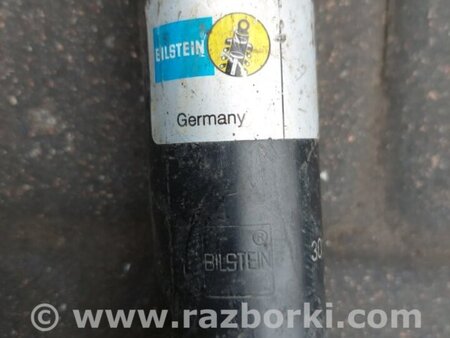 BILSTEIN
Germany
®
BILSTEIN
30
© www.razborki.com